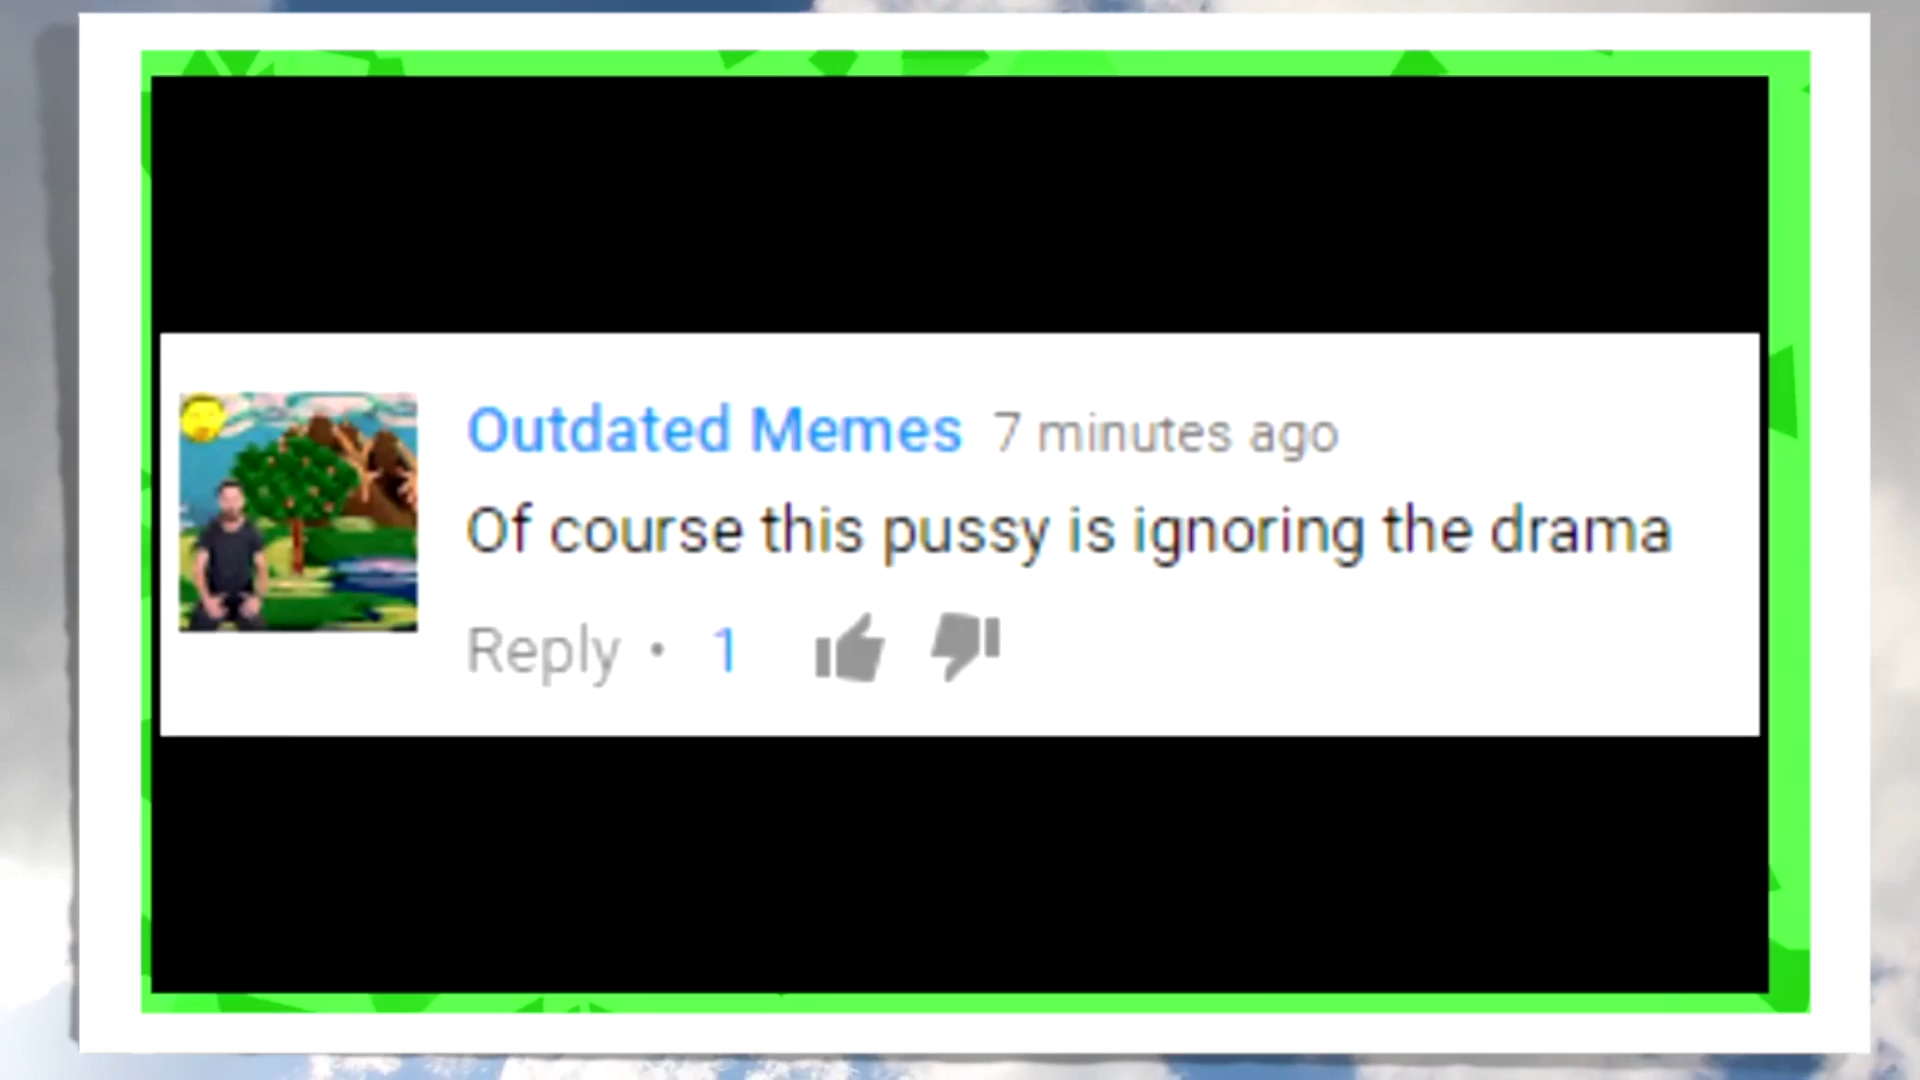 Outdated Memes 7 minutes ago
Of course this pussy is ignoring the drama
Reply • 1